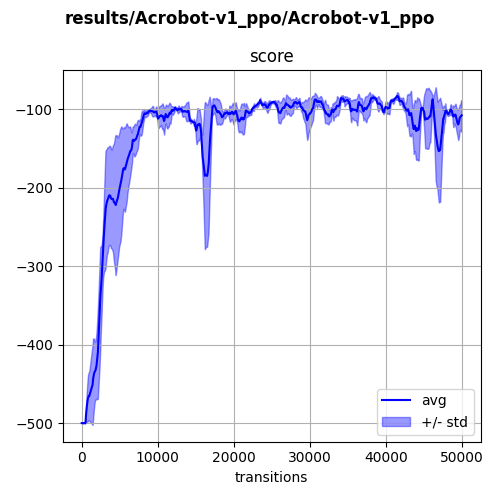 results/Acrobot-v1_ppo/Acrobot-v1_ppo
score
−100
−200
−300
−400
−500
0 10000 20000 30000 40000 50000
transitions
avg
+/- std